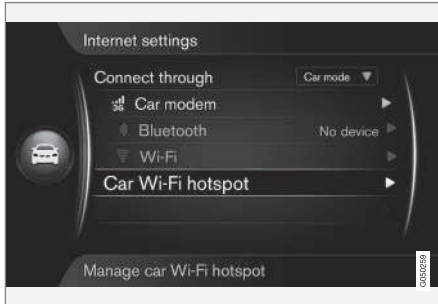 Internet settings
Connect through Car mode
3G Car modem
Bluetooth No device
Wi-Fi
Car Wi-Fi hotspot
Manage car Wi-Fi hotspot
G050259